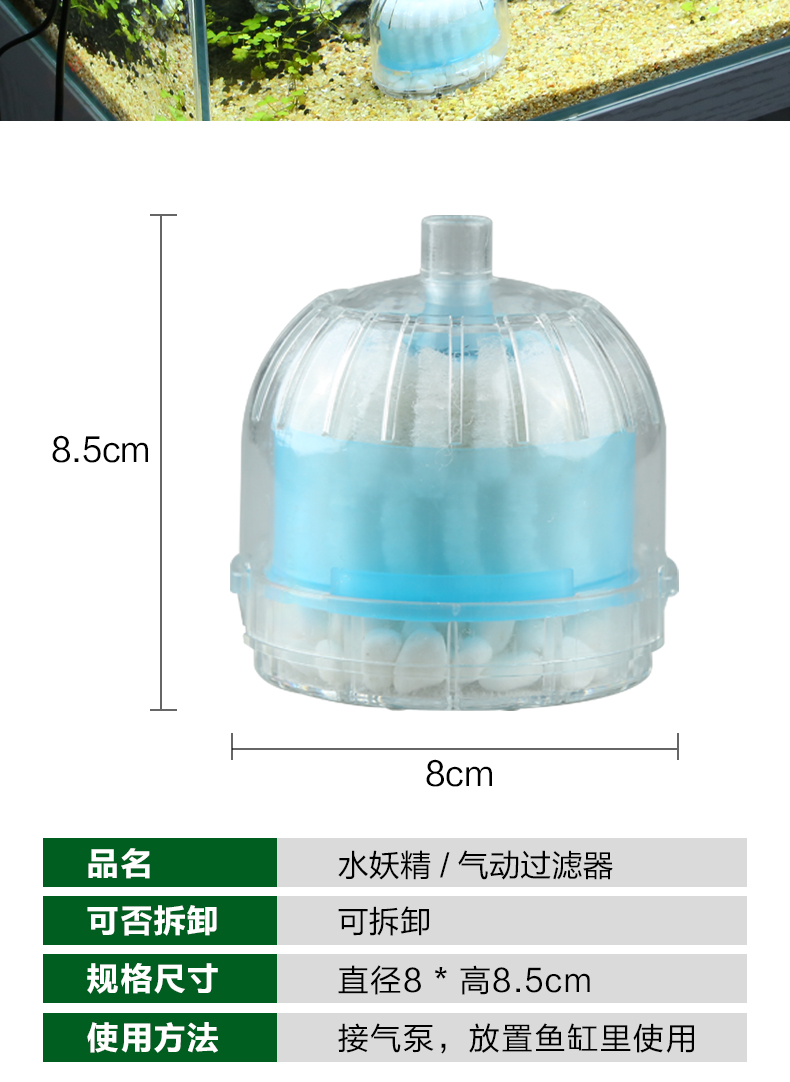 8.5cm
8cm
品名 水妖精 / 气动过滤器
可否拆卸 可拆卸
规格尺寸 直径8 * 高8.5cm
使用方法 接气泵，放置鱼缸里使用